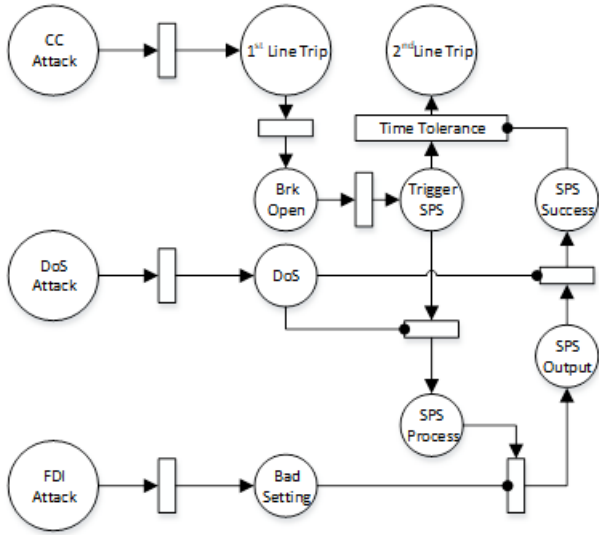 CC
Attack
1st Line Trip
2nd Line Trip
Time Tolerance
Brk
Open
Trigger
SPS
SPS
Success
DoS
Attack
DoS
SPS
Output
SPS
Process
FDI
Attack
Bad
Setting